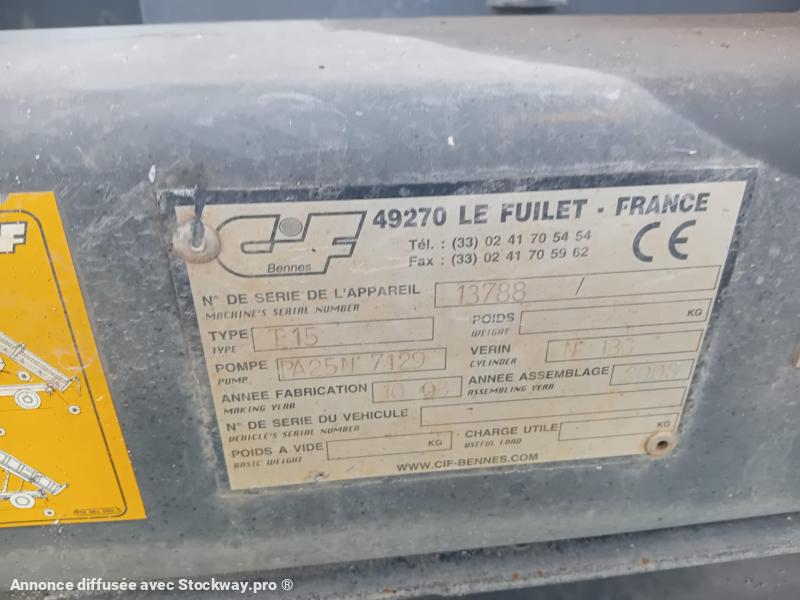 CIF
Bennes
49270 LE FUILET - FRANCE
Tél. : (33) 02 41 70 54 54
Fax : (33) 02 41 70 59 62
CE
N° DE SERIE DE L'APPAREIL 13788 /
MACHINE'S SERIAL NUMBER
TYPE T.15
TYPE
POIDS KG
WEIGHT
POMPE PA25N° 7129
PUMP
VERIN N° 133
CYLINDER
ANNEE FABRICATION 10
MAKING YEAR
ANNEE ASSEMBLAGE
ASSEMBLING YEAR
N° DE SERIE DU VEHICULE
VEHICLE'S SERIAL NUMBER
POIDS A VIDE KG
BASIC WEIGHT
CHARGE UTILE KG
USEFUL LOAD
WWW.CIF-BENNES.COM
Annonce diffusée avec Stockway.pro ®